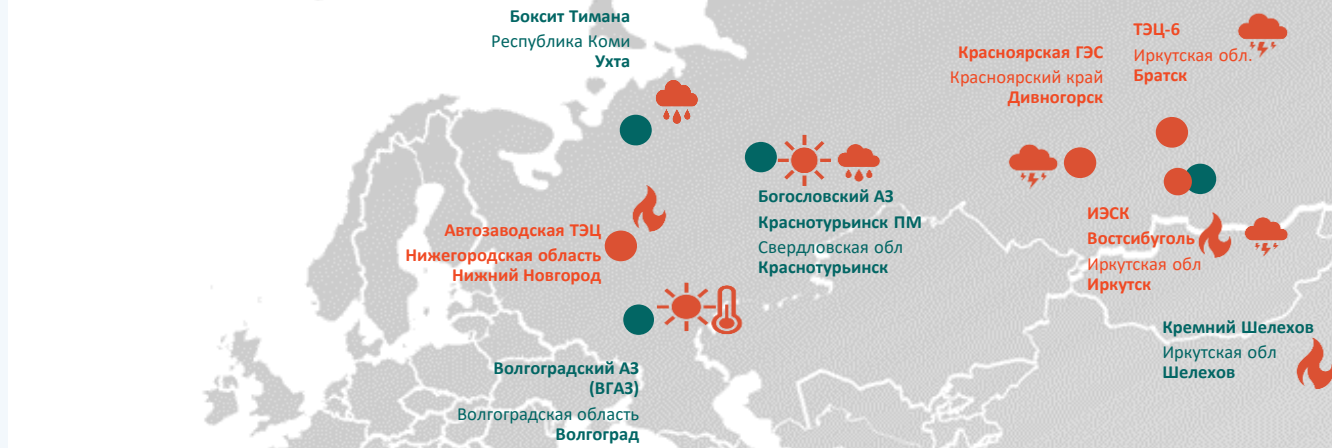 Боксит Тимана
Республика Коми
Ухта
ТЭЦ-6
Иркутская обл.
Братск
Красноярская ГЭС
Красноярский край
Дивногорск
Богословский АЗ
Краснотурьинск ПМ
Свердловская обл
Краснотурьинск
Автозаводская ТЭЦ
Нижегородская область
Нижний Новгород
ИЭСК
Востсибуголь
Иркутская обл
Иркутск
Кремний Шелехов
Иркутская обл
Шелехов
Волгоградский АЗ
(ВГАЗ)
Волгоградская область
Волгоград